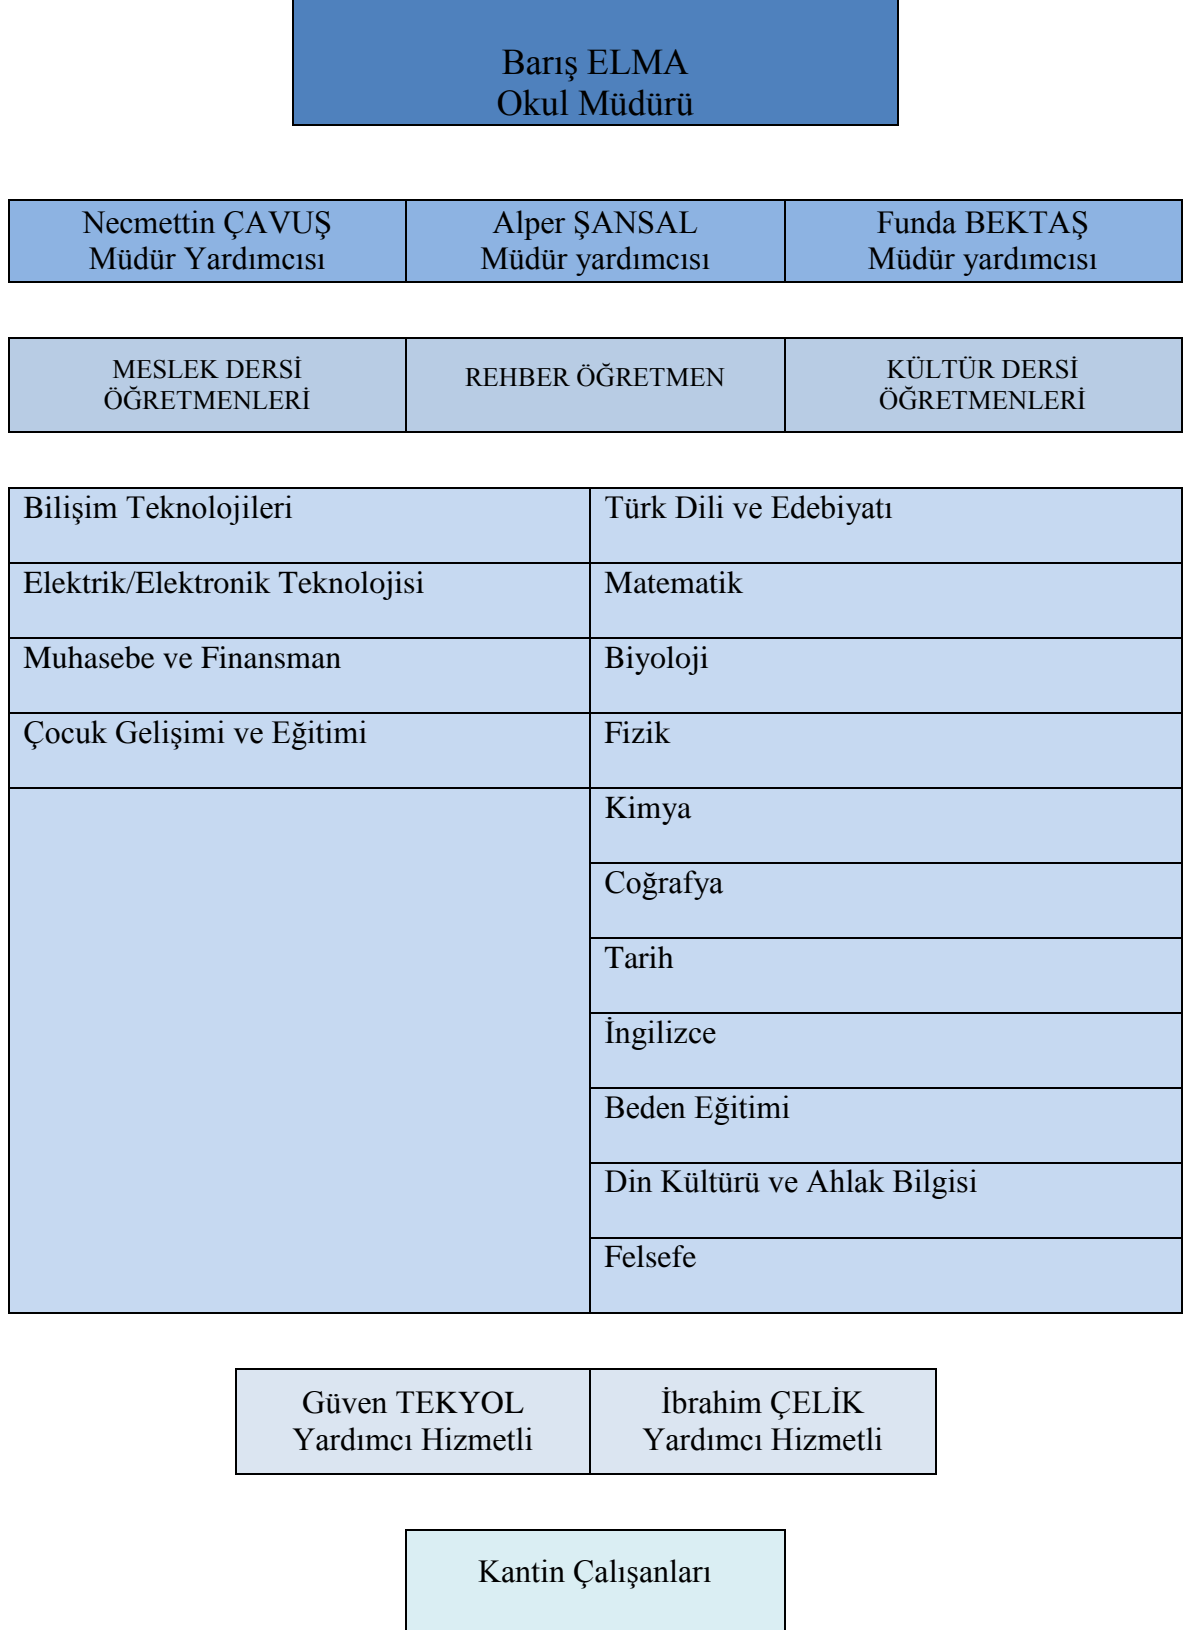 Barış ELMA
Okul Müdürü
Necmettin ÇAVUŞ
Müdür Yardımcısı
Alper ŞANSAL
Müdür yardımcısı
Funda BEKTAŞ
Müdür yardımcısı
MESLEK DERSİ
ÖĞRETMENLERİ
REHBER ÖĞRETMEN
KÜLTÜR DERSİ
ÖĞRETMENLERİ
Bilişim Teknolojileri
Türk Dili ve Edebiyatı
Elektrik/Elektronik Teknolojisi
Matematik
Muhasebe ve Finansman
Biyoloji
Çocuk Gelişimi ve Eğitimi
Fizik
Kimya
Coğrafya
Tarih
İngilizce
Beden Eğitimi
Din Kültürü ve Ahlak Bilgisi
Felsefe
Güven TEKYOL
Yardımcı Hizmetli
İbrahim ÇELİK
Yardımcı Hizmetli
Kantin Çalışanları